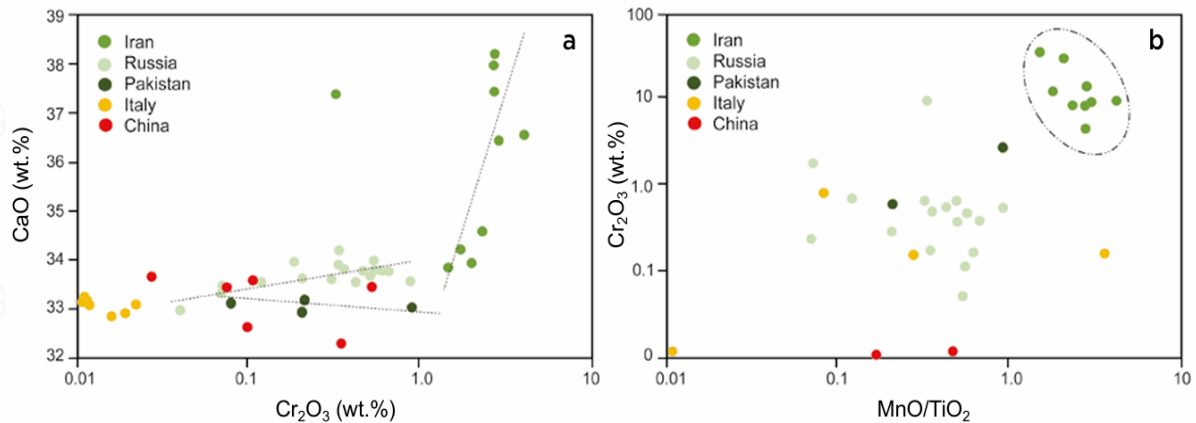 a
Iran
Russia
Pakistan
Italy
China
39
38
37
36
35
34
33
32
0.01
0.1
1.0
10
CaO (wt.%)
Cr₂O₃ (wt.%)
b
Iran
Russia
Pakistan
Italy
China
100
10
1.0
0.1
0
0.01
0.1
1.0
10
Cr₂O₃ (wt.%)
MnO/TiO₂